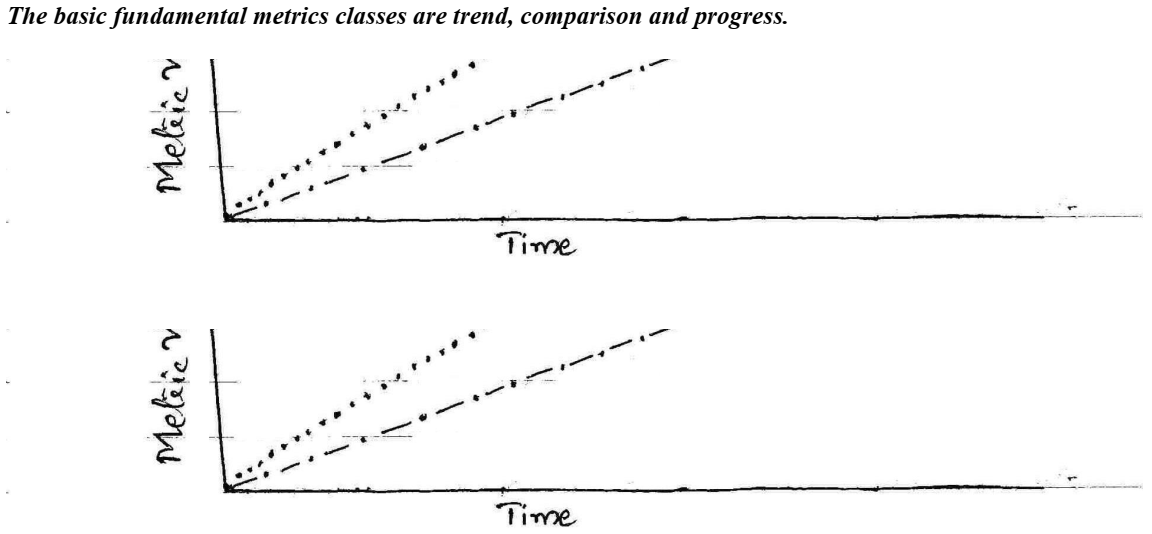 The basic fundamental metrics classes are trend, comparison and progress.
Metric
Time
Metric
Time